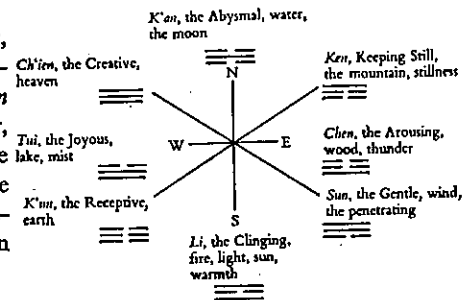 K'an, the Abysmal, water,
the moon
N
Ch'ien, the Creative,
heaven
Ken, Keeping Still,
the mountain, stillness
Tui, the Joyous,
lake, mist
W
E
Chen, the Arousing,
wood, thunder
K'un, the Receptive,
earth
Sun, the Gentle, wind,
the penetrating
S
Li, the Clinging,
fire, light, sun,
warmth